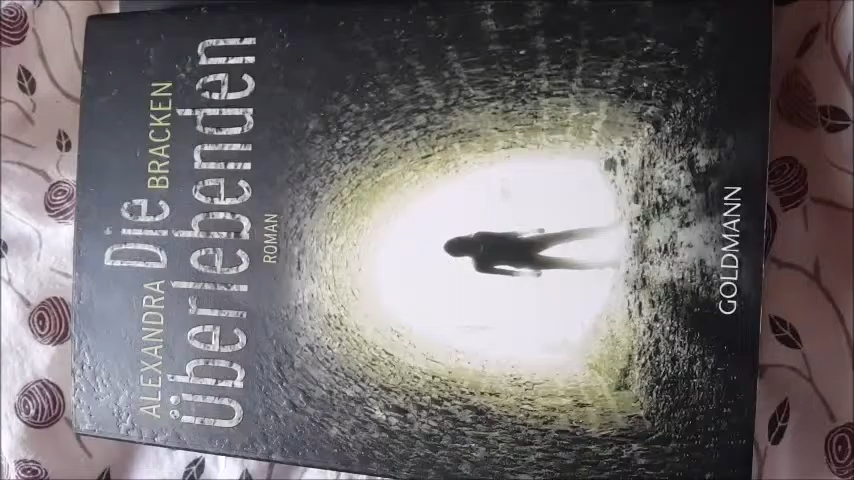 Die
ALEXANDRA BRACKEN
Überlebenden
ROMAN
GOLDMANN